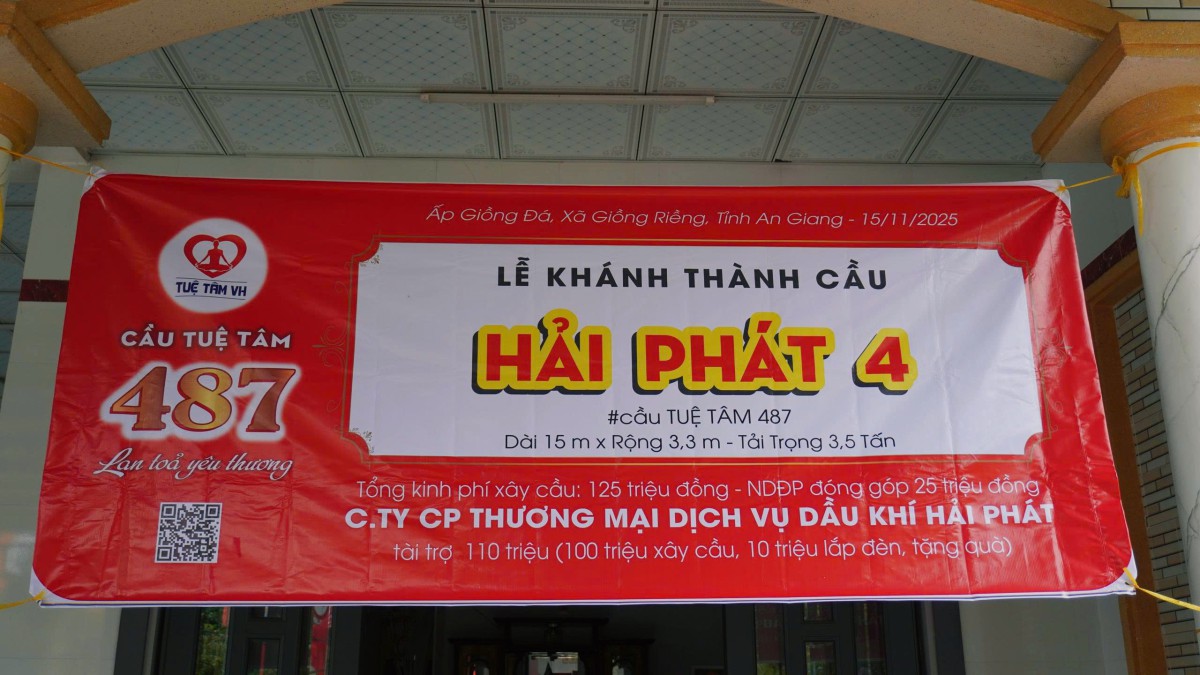 Ấp Giồng Đá, Xã Giồng Riềng, Tỉnh An Giang - 15/11/2025
TUỆ TÂM VH
CẦU TUỆ TÂM
487
Lan toả yêu thương
LỄ KHÁNH THÀNH CẦU
HẢI PHÁT 4
#cầu TUỆ TÂM 487
Dài 15 m x Rộng 3,3 m - Tải Trọng 3,5 Tấn
Tổng kinh phí xây cầu: 125 triệu đồng - NDĐP đóng góp 25 triệu đồng
C.TY CP THƯƠNG MẠI DỊCH VỤ DẦU KHÍ HẢI PHÁT
tài trợ 110 triệu (100 triệu xây cầu, 10 triệu lắp đèn, tặng quà)